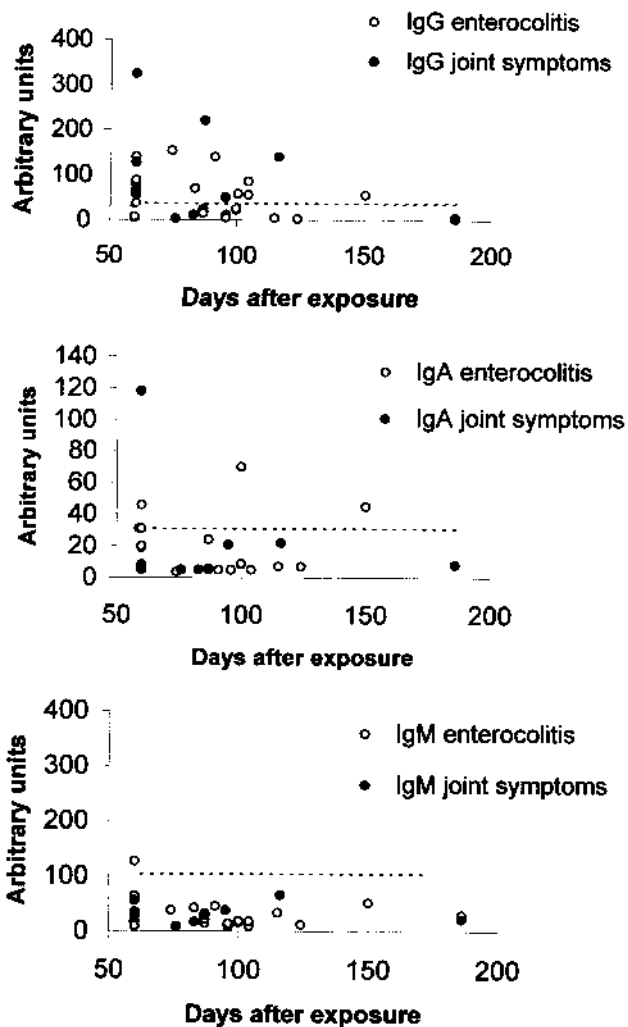 IgG enterocolitis
IgG joint symptoms
Arbitrary units
400
300
200
100
0
50 100 150 200
Days after exposure
IgA enterocolitis
IgA joint symptoms
Arbitrary units
140
120
100
80
60
40
20
0
50 100 150 200
Days after exposure
IgM enterocolitis
IgM joint symptoms
Arbitrary units
400
300
200
100
0
50 100 150 200
Days after exposure